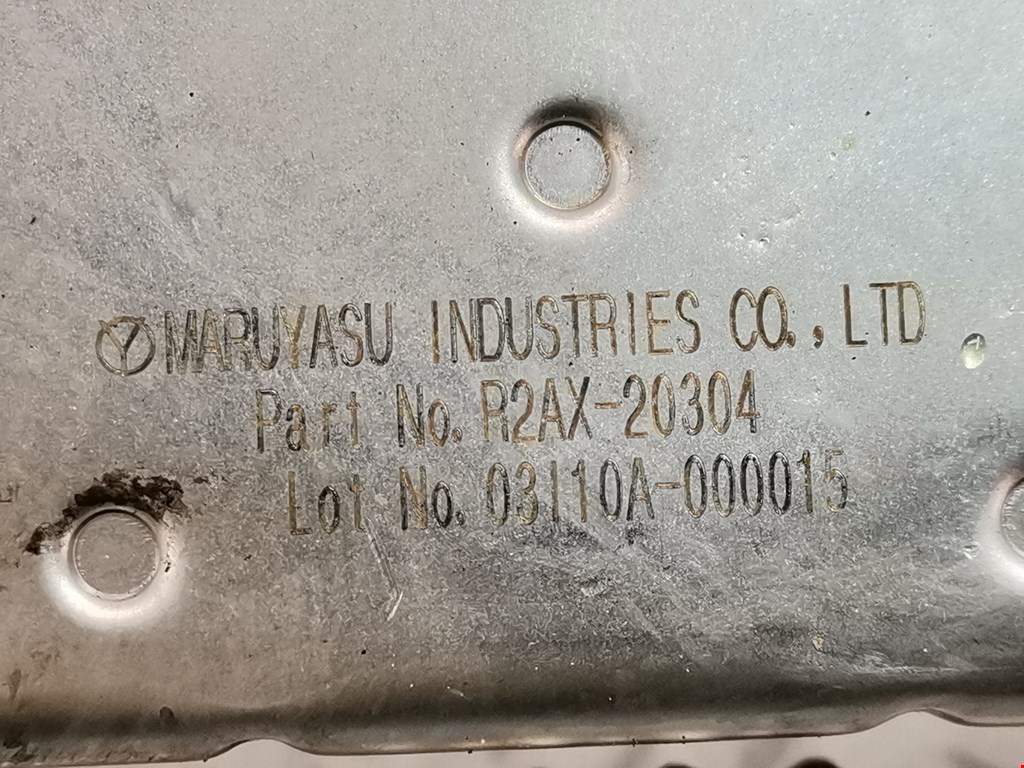 MARUYASU INDUSTRIES CO.,LTD.
Part No. R2AX-20304
Lot No. 03110A-000015